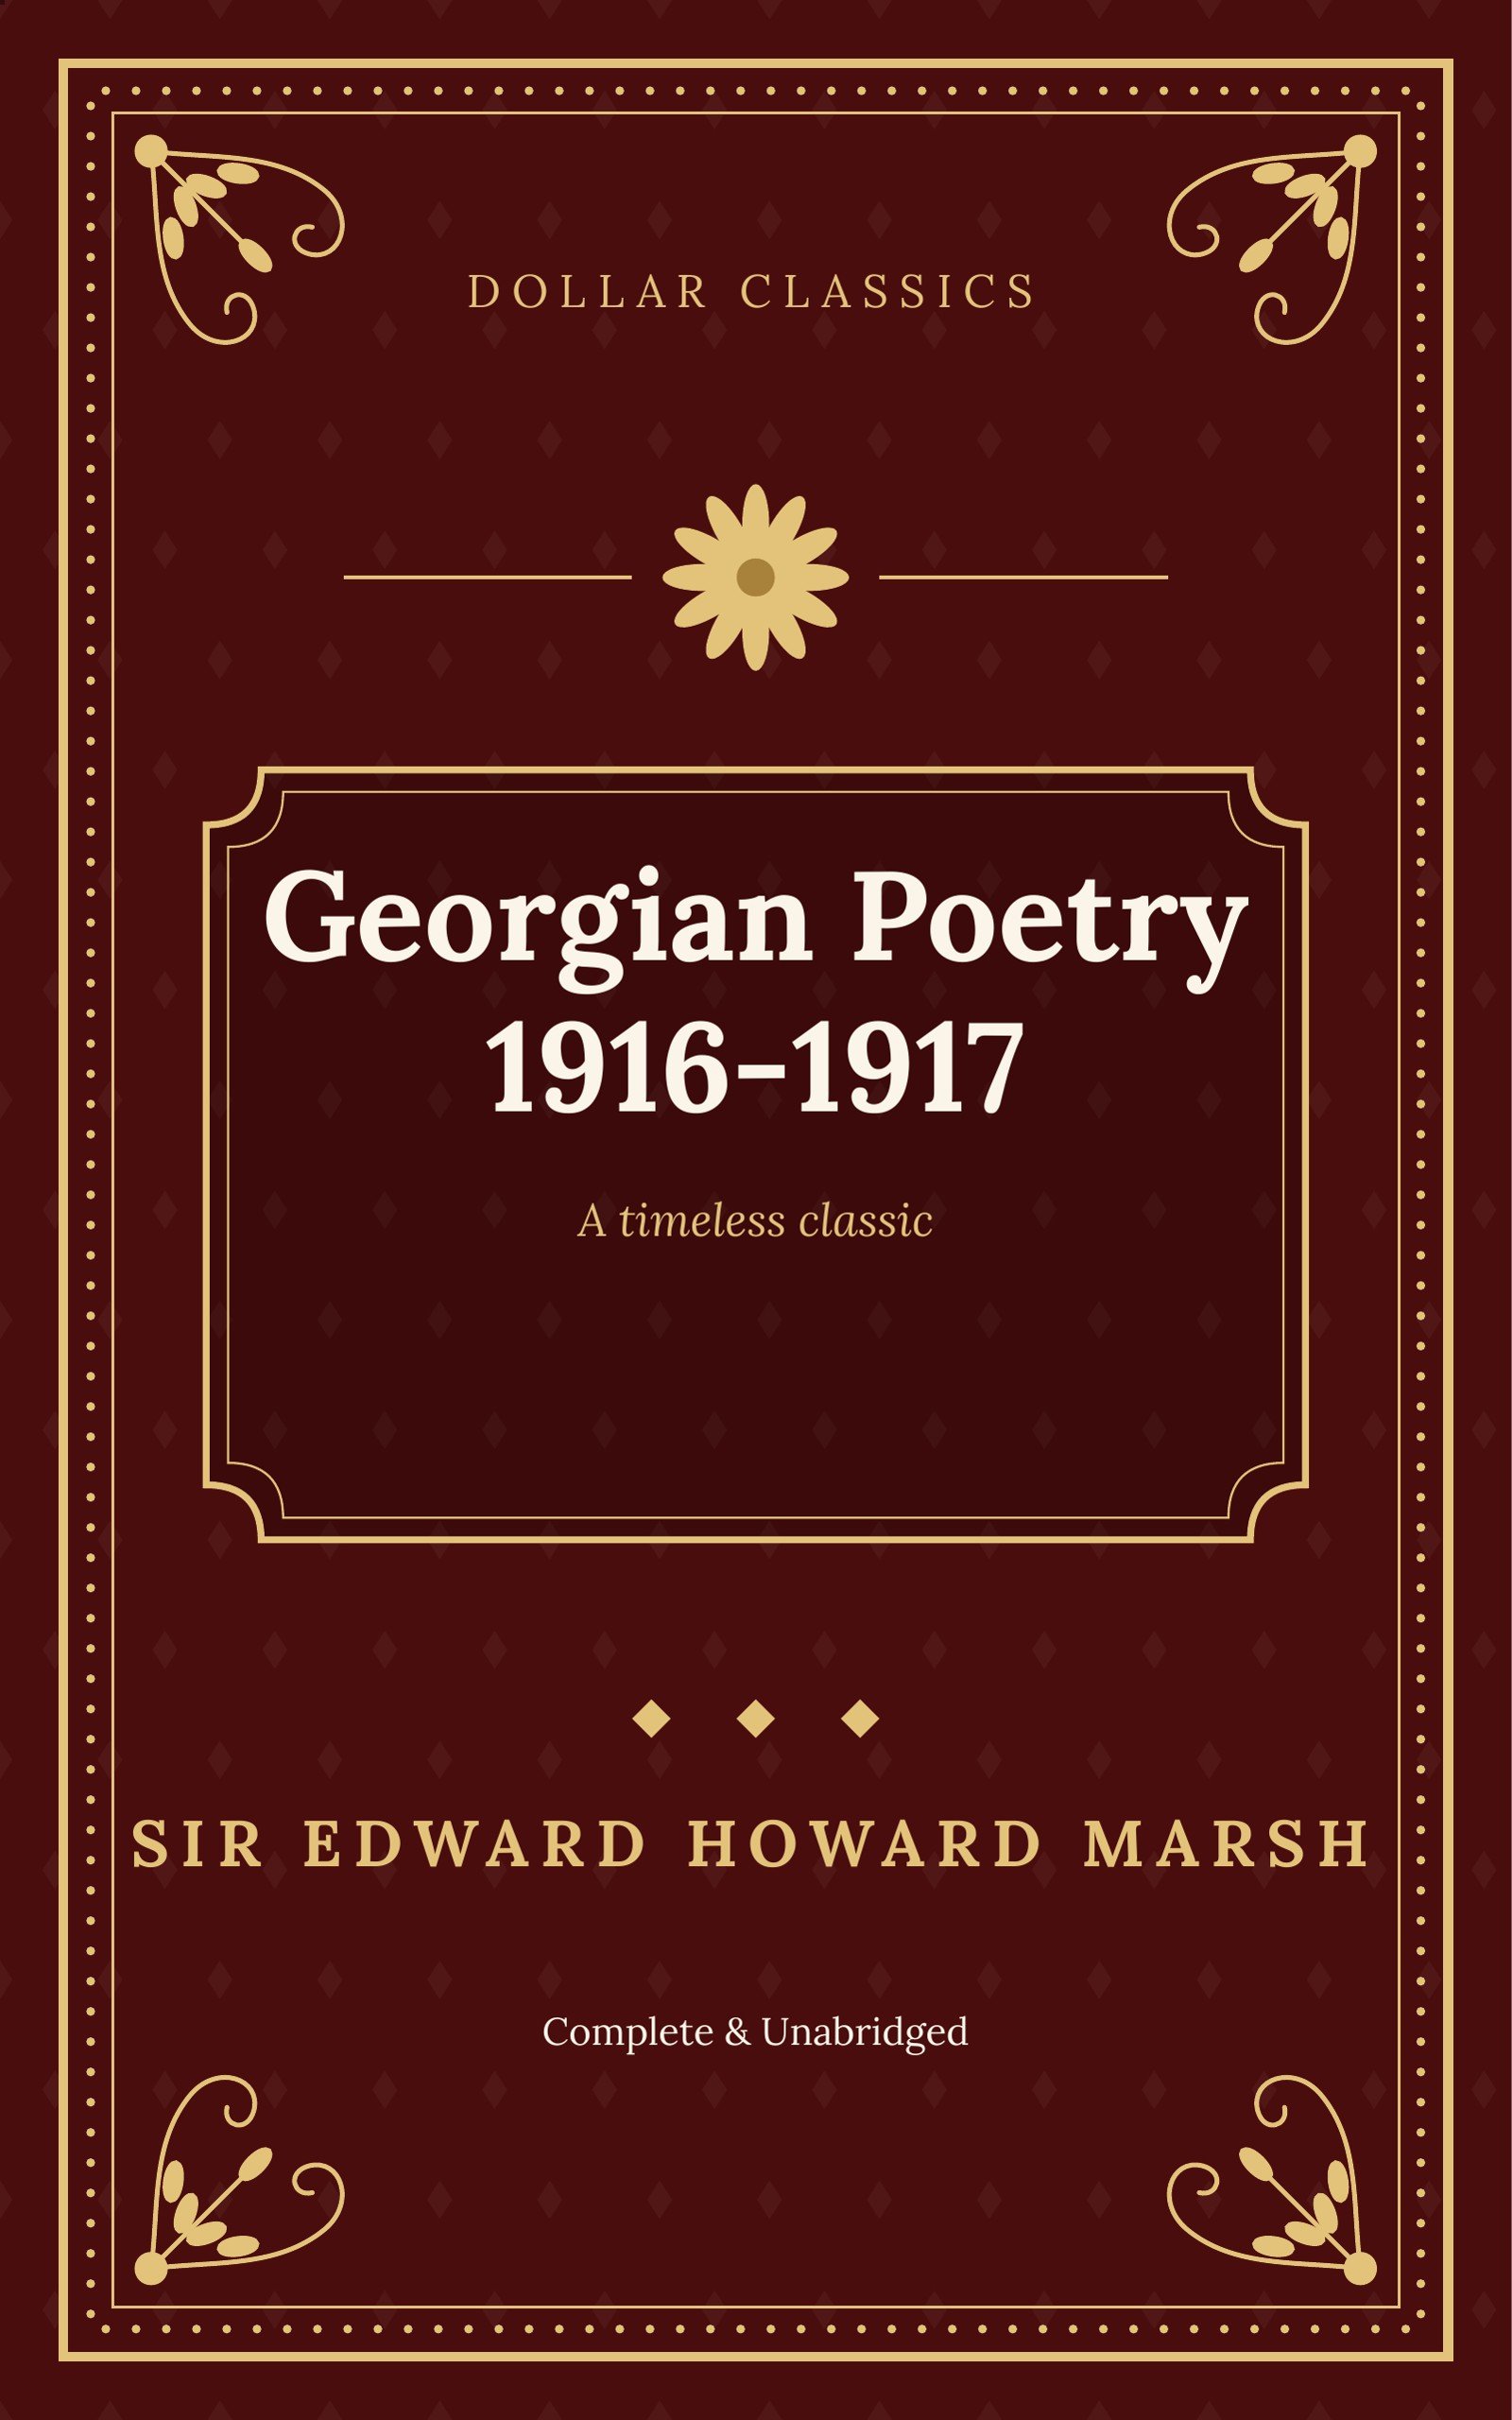 DOLLAR CLASSICS
Georgian Poetry
1916–1917
A timeless classic
SIR EDWARD HOWARD MARSH
Complete & Unabridged